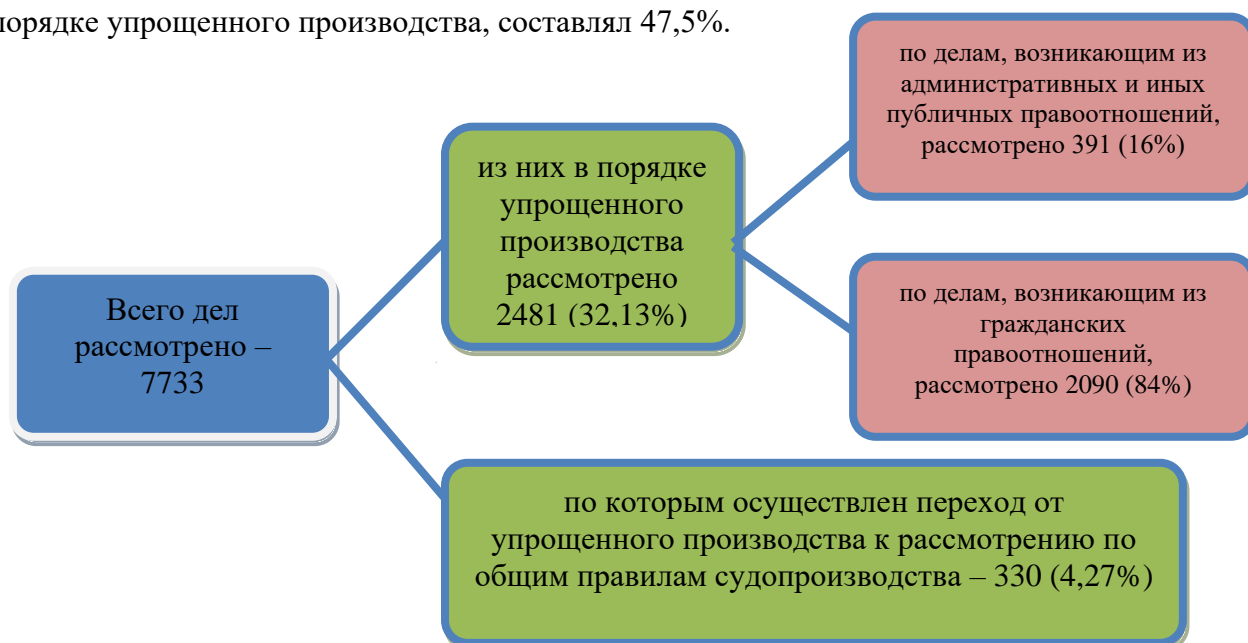 порядке упрощенного производства, составлял 47,5%.
Всего дел
рассмотрено –
7733
из них в порядке
упрощенного
производства
рассмотрено
2481 (32,13%)
по делам, возникающим из
административных и иных
публичных правоотношений,
рассмотрено 391 (16%)
по делам, возникающим из
гражданских
правоотношений,
рассмотрено 2090 (84%)
по которым осуществлен переход от
упрощенного производства к рассмотрению по
общим правилам судопроизводства – 330 (4,27%)